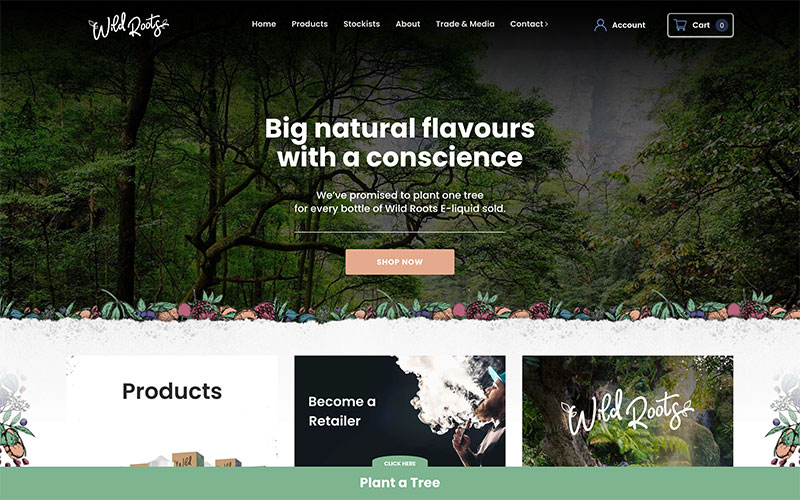 Wild Roots
Home Products Stockists About Trade & Media Contact
Account
Cart 0
Big natural flavours
with a conscience
We've promised to plant one tree
for every bottle of Wild Roots E-liquid sold.
SHOP NOW
Products
Wild
Become a
Retailer
Wild Roots
CLICK HERE
Plant a Tree